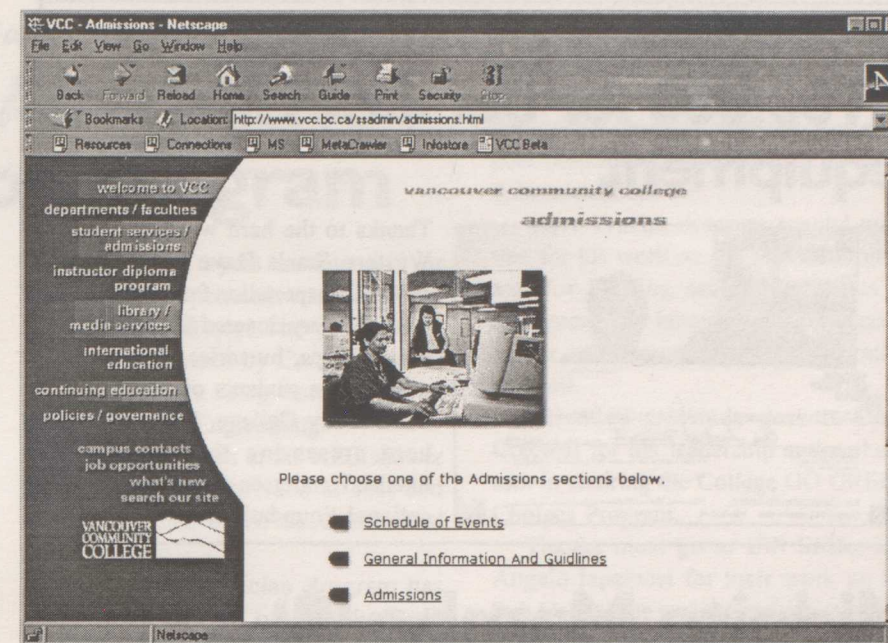 VCC - Admissions - Netscape
File Edit View Go Window Help
Back Forward Reload Home Search Guide Print Security Stop
Bookmarks Location: http://www.vcc.bc.ca/ssadmin/admissions.html
Resources Connections MS MetaCrawler Infostore VCC Beta
welcome to VCC
departments / faculties
student services /
admissions
instructor diploma
program
library /
media services
international
education
continuing education
policies / governance
campus contacts
job opportunities
what's new
search our site
VANCOUVER
COMMUNITY
COLLEGE
vancouver community college
admissions
Please choose one of the Admissions sections below.
Schedule of Events
General Information And Guidlines
Admissions
Netscape